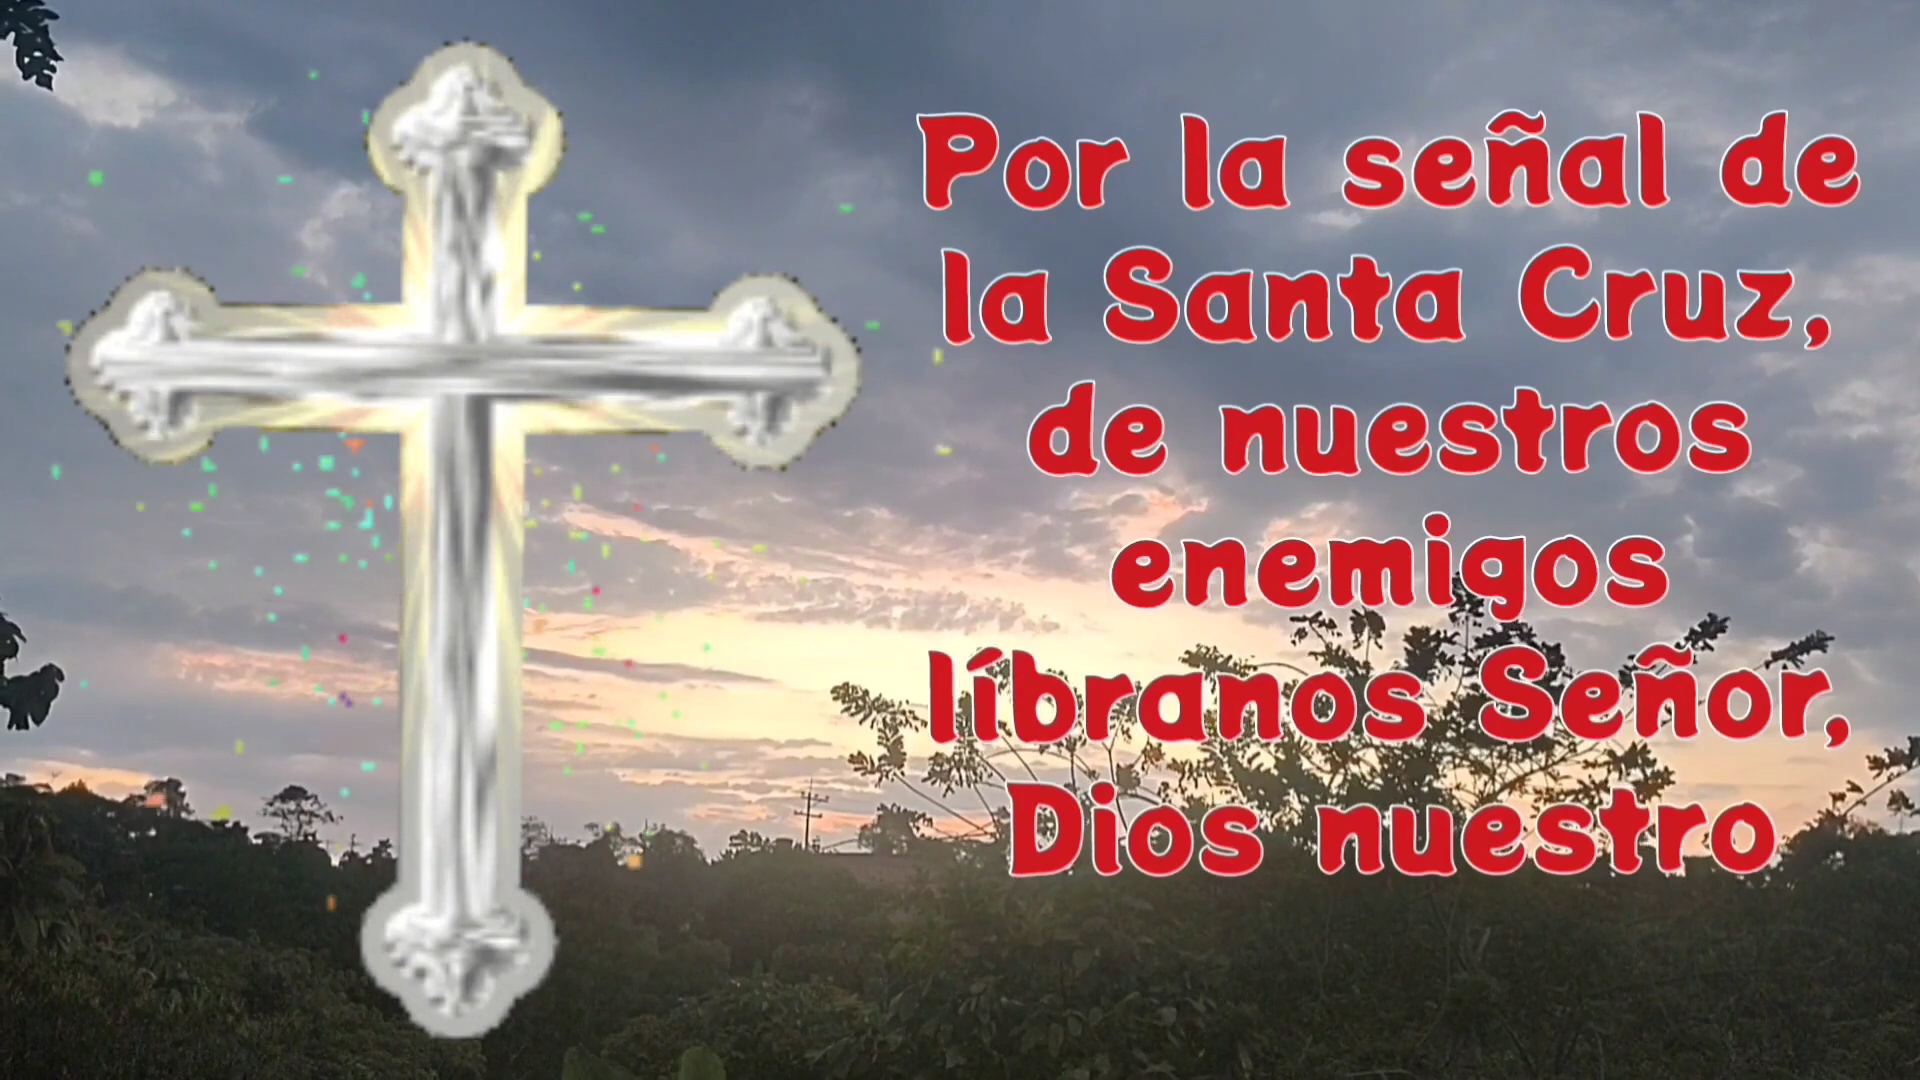 Por la señal de
la Santa Cruz,
de nuestros
enemigos
líbranos Señor,
Dios nuestro